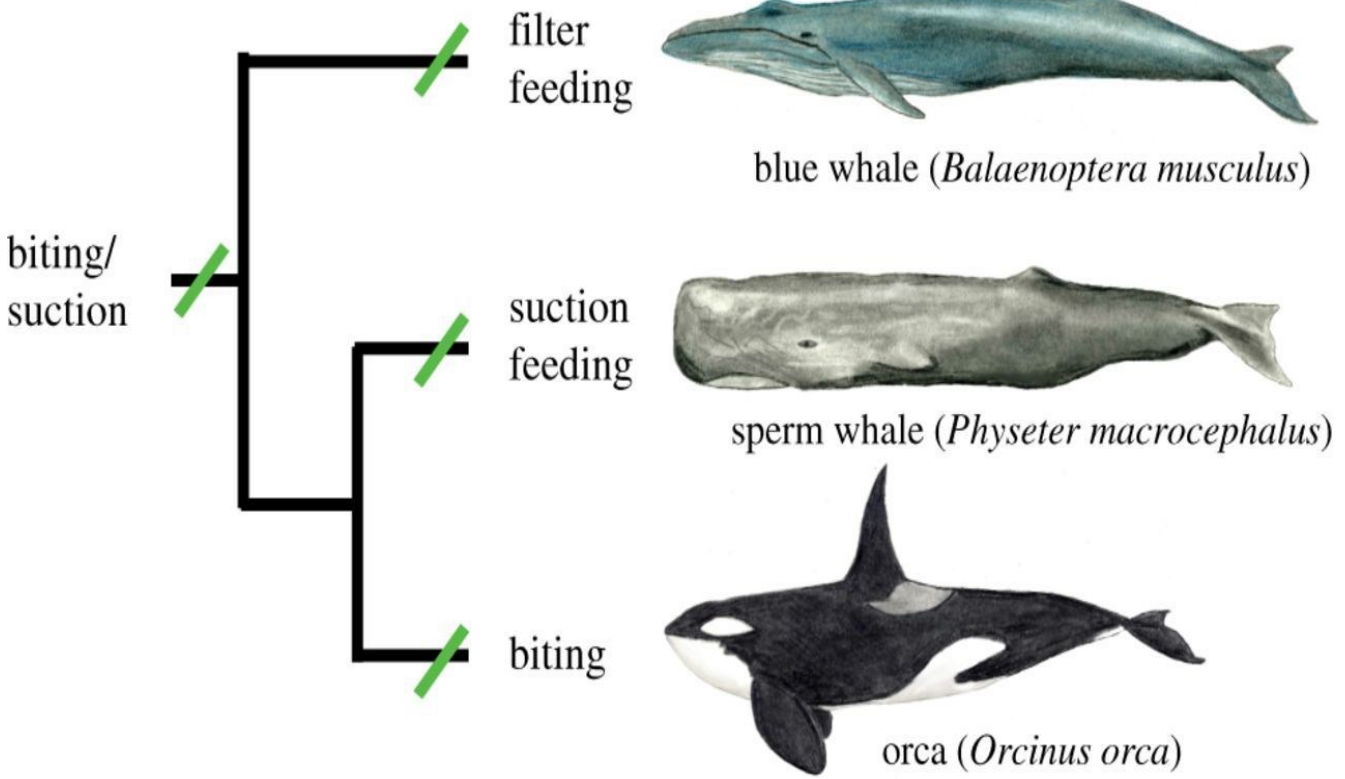 filter
feeding
blue whale (Balaenoptera musculus)
biting/
suction
suction
feeding
sperm whale (Physeter macrocephalus)
biting
orca (Orcinus orca)